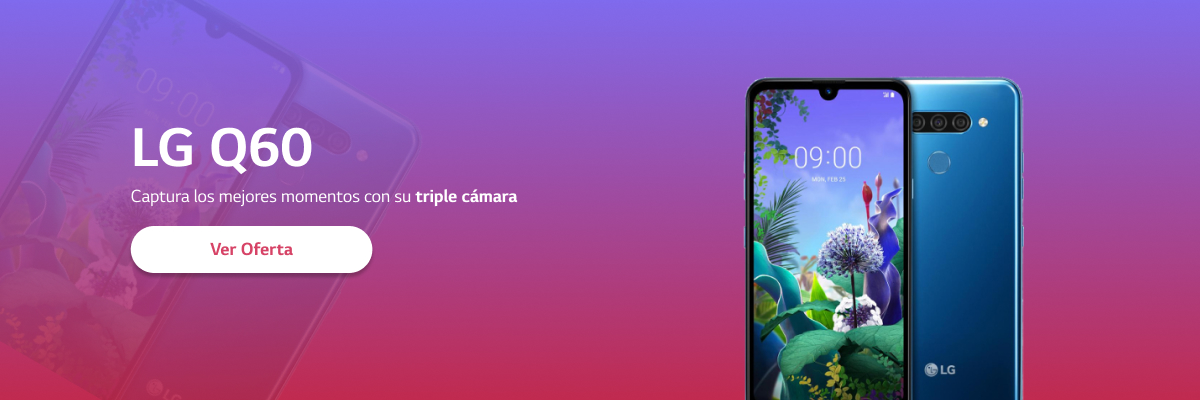 LG Q60
Captura los mejores momentos con su triple cámara
Ver Oferta
09:00
09:00
MON, FEB 25
LG
LG